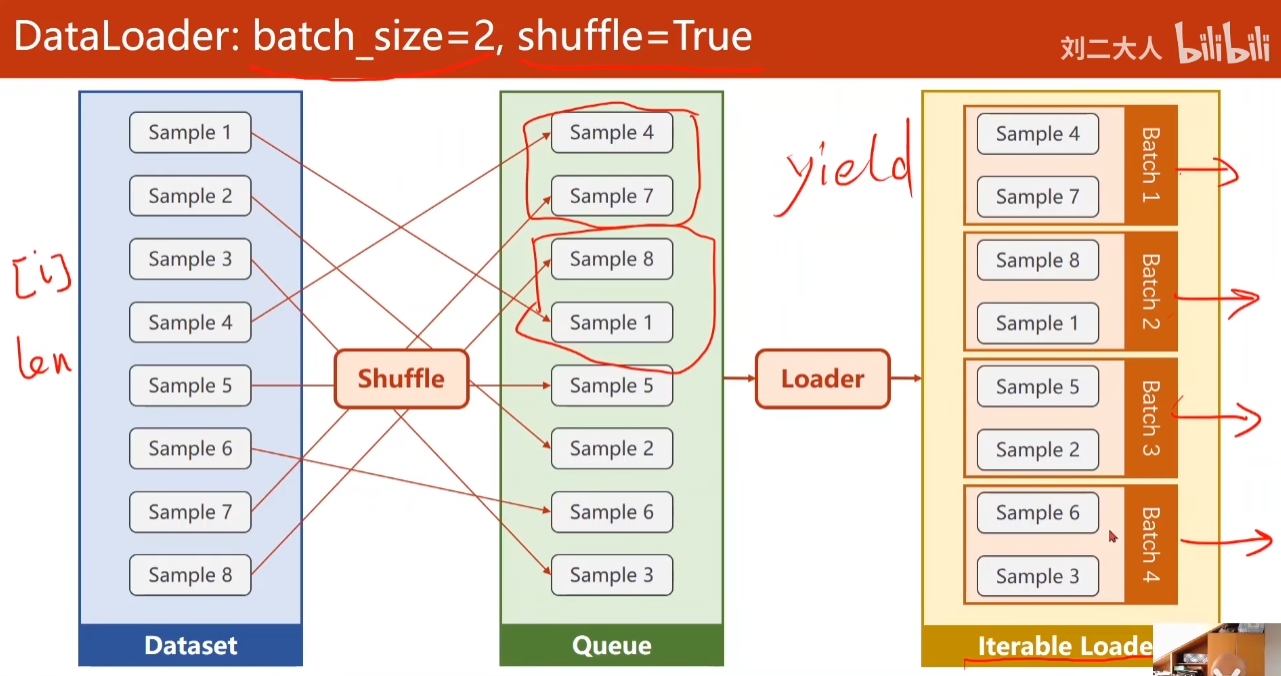 DataLoader: batch_size=2, shuffle=True
刘二大人 bilibili
Sample 1
Sample 2
Sample 3
Sample 4
Sample 5
Sample 6
Sample 7
Sample 8
Dataset
[i]
len
Shuffle
Sample 4
Sample 7
Sample 8
Sample 1
Sample 5
Sample 2
Sample 6
Sample 3
Queue
Loader
yield
Sample 4
Sample 7
Batch 1
Sample 8
Sample 1
Batch 2
Sample 5
Sample 2
Batch 3
Sample 6
Sample 3
Batch 4
Iterable Loade